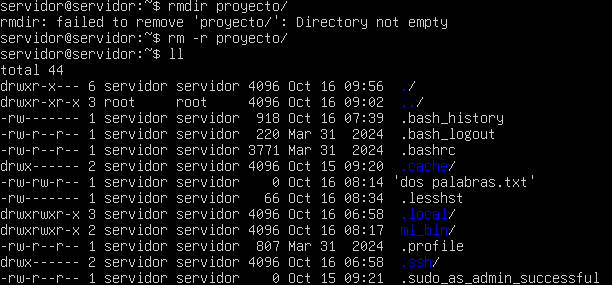 servidor@servidor:~$ rmdir proyecto/
rmdir: failed to remove 'proyecto/': Directory not empty
servidor@servidor:~$ rm -r proyecto/
servidor@servidor:~$ ll
total 44
drwxr-x--- 6 servidor servidor 4096 Oct 16 09:56 ./
drwxr-xr-x 3 root     root     4096 Oct 16 09:02 ../
-rw------- 1 servidor servidor  918 Oct 16 07:39 .bash_history
-rw-r--r-- 1 servidor servidor  220 Mar 31  2024 .bash_logout
-rw-r--r-- 1 servidor servidor 3771 Mar 31  2024 .bashrc
drwx------ 2 servidor servidor 4096 Oct 15 09:20 .cache/
-rw-rw-r-- 1 servidor servidor    0 Oct 16 08:14 'dos palabras.txt'
-rw------- 1 servidor servidor   66 Oct 16 08:34 .lesshst
drwxrwxr-x 3 servidor servidor 4096 Oct 16 06:58 .local/
drwxrwxr-x 2 servidor servidor 4096 Oct 16 08:17 mi_bin/
-rw-r--r-- 1 servidor servidor  807 Mar 31  2024 .profile
drwx------ 2 servidor servidor 4096 Oct 16 06:58 .ssh/
-rw-r--r-- 1 servidor servidor    0 Oct 15 09:21 .sudo_as_admin_successful